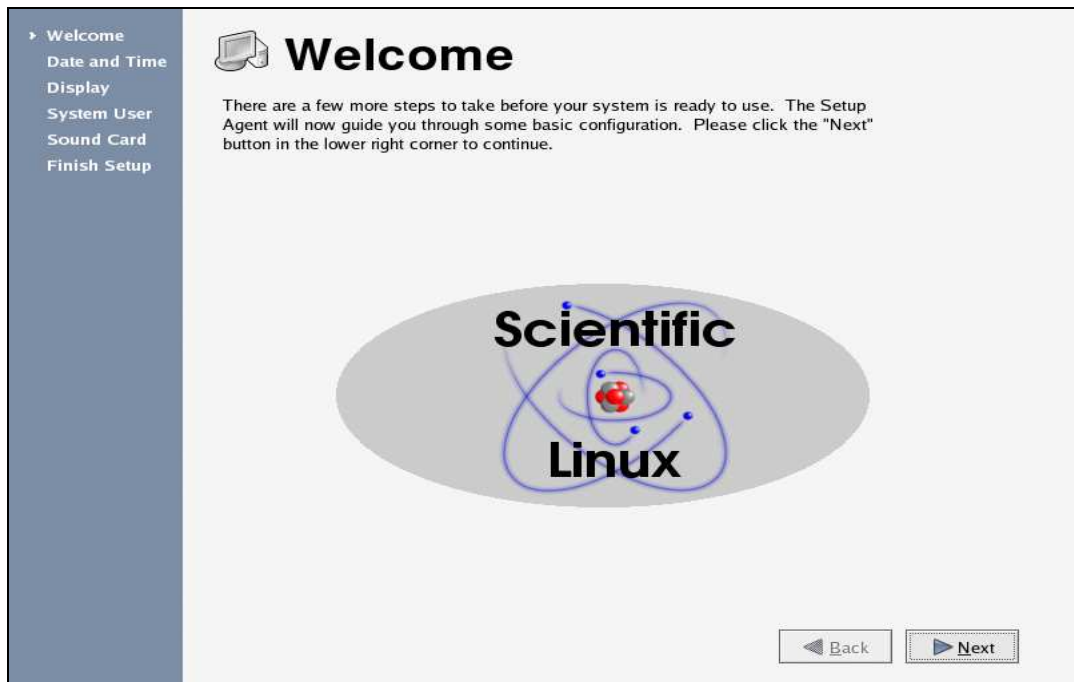 Welcome
Date and Time
Display
System User
Sound Card
Finish Setup
Welcome
There are a few more steps to take before your system is ready to use. The Setup
Agent will now guide you through some basic configuration. Please click the "Next"
button in the lower right corner to continue.
Scientific
Linux
Back
Next